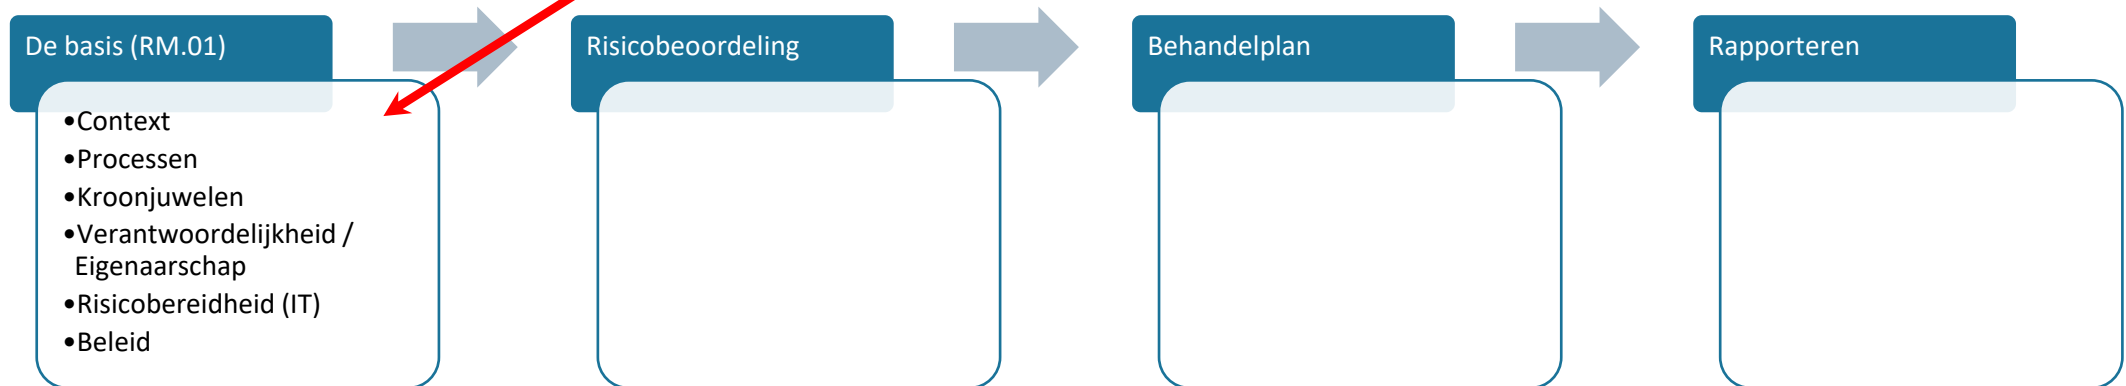 De basis (RM.01)
Risicobeoordeling
Behandelplan
Rapporteren
•Context
•Processen
•Kroonjuwelen
•Verantwoordelijkheid /
Eigenaarschap
•Risicobereidheid (IT)
•Beleid